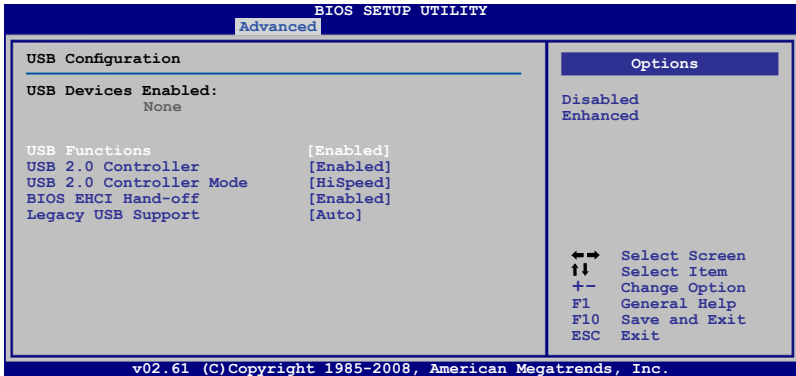 BIOS SETUP UTILITY
Advanced
USB Configuration
USB Devices Enabled:
None
USB Functions [Enabled]
USB 2.0 Controller [Enabled]
USB 2.0 Controller Mode [HiSpeed]
BIOS EHCI Hand-off [Enabled]
Legacy USB Support [Auto]
Options
Disabled
Enhanced
←→ Select Screen
↑↓ Select Item
+- Change Option
F1 General Help
F10 Save and Exit
ESC Exit
v02.61 (C)Copyright 1985-2008, American Megatrends, Inc.